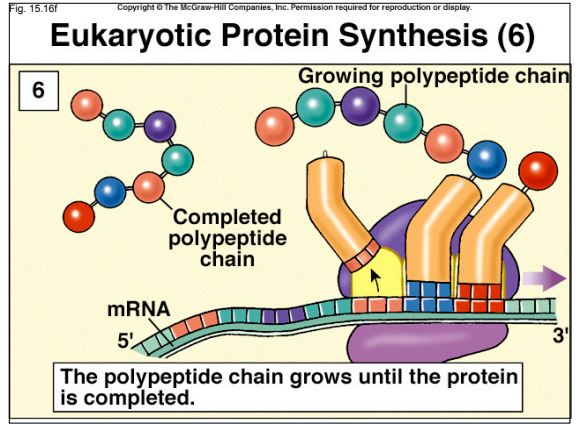 Fig. 15.16f
Copyright © The McGraw-Hill Companies, Inc. Permission required for reproduction or display.
Eukaryotic Protein Synthesis (6)
6
Growing polypeptide chain
Completed
polypeptide
chain
mRNA
5'
3'
The polypeptide chain grows until the protein
is completed.